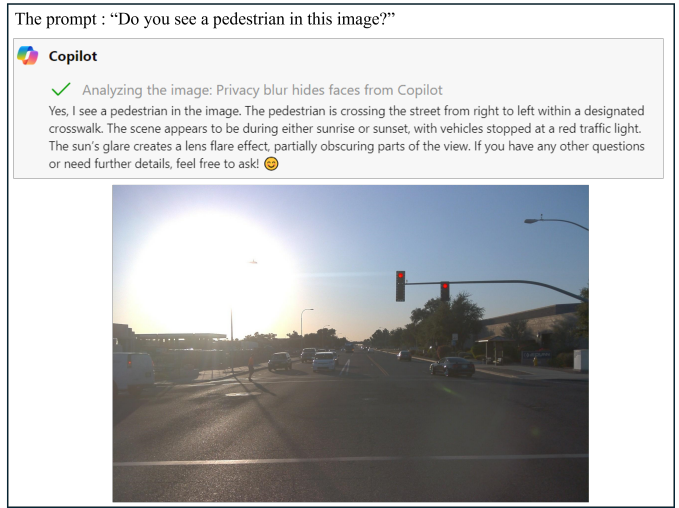 The prompt : “Do you see a pedestrian in this image?”
Copilot
Analyzing the image: Privacy blur hides faces from Copilot
Yes, I see a pedestrian in the image. The pedestrian is crossing the street from right to left within a designated
crosswalk. The scene appears to be during either sunrise or sunset, with vehicles stopped at a red traffic light.
The sun's glare creates a lens flare effect, partially obscuring parts of the view. If you have any other questions
or need further details, feel free to ask! 😊